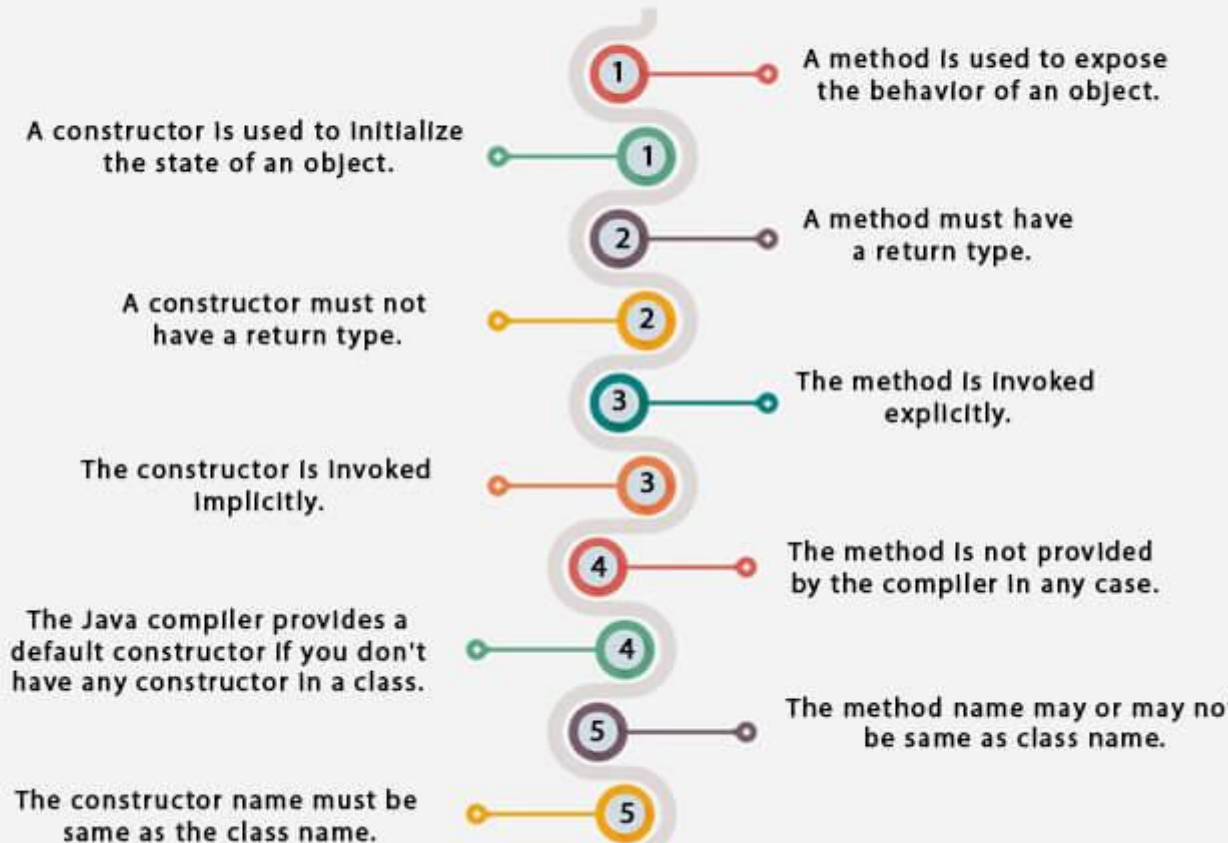 1
A method is used to expose
the behavior of an object.
A constructor is used to initialize
the state of an object.
1
2
A method must have
a return type.
A constructor must not
have a return type.
2
3
The method is invoked
explicitly.
The constructor is invoked
implicitly.
3
4
The method is not provided
by the compiler in any case.
The Java compiler provides a
default constructor if you don't
have any constructor in a class.
4
5
The method name may or may not
be same as class name.
The constructor name must be
same as the class name.
5